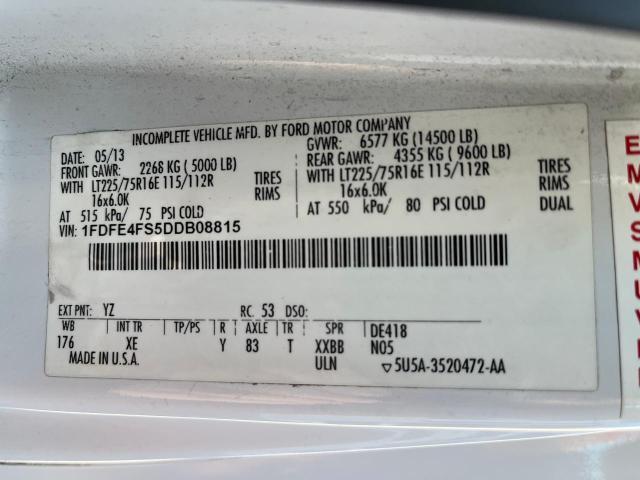 INCOMPLETE VEHICLE MFD. BY FORD MOTOR COMPANY
DATE: 05/13
GVWR: 6577 KG (14500 LB)
FRONT GAWR: 2268 KG ( 5000 LB)
REAR GAWR: 4355 KG ( 9600 LB)
WITH LT225/75R16E 115/112R TIRES
WITH LT225/75R16E 115/112R TIRES
16x6.0K RIMS
16x6.0K RIMS
AT 515 kPa/ 75 PSI COLD
AT 550 kPa/ 80 PSI COLD
VIN: 1FDFE4FS5DDB08815
EXT PNT: YZ RC: 53 DSO:
WB INT TR TP/PS R AXLE TR SPR DE418
176 XE Y 83 T XXBB N05
MADE IN U.S.A. ULN ▽5U5A-3520472-AA
E
M
V
S
M
U
V